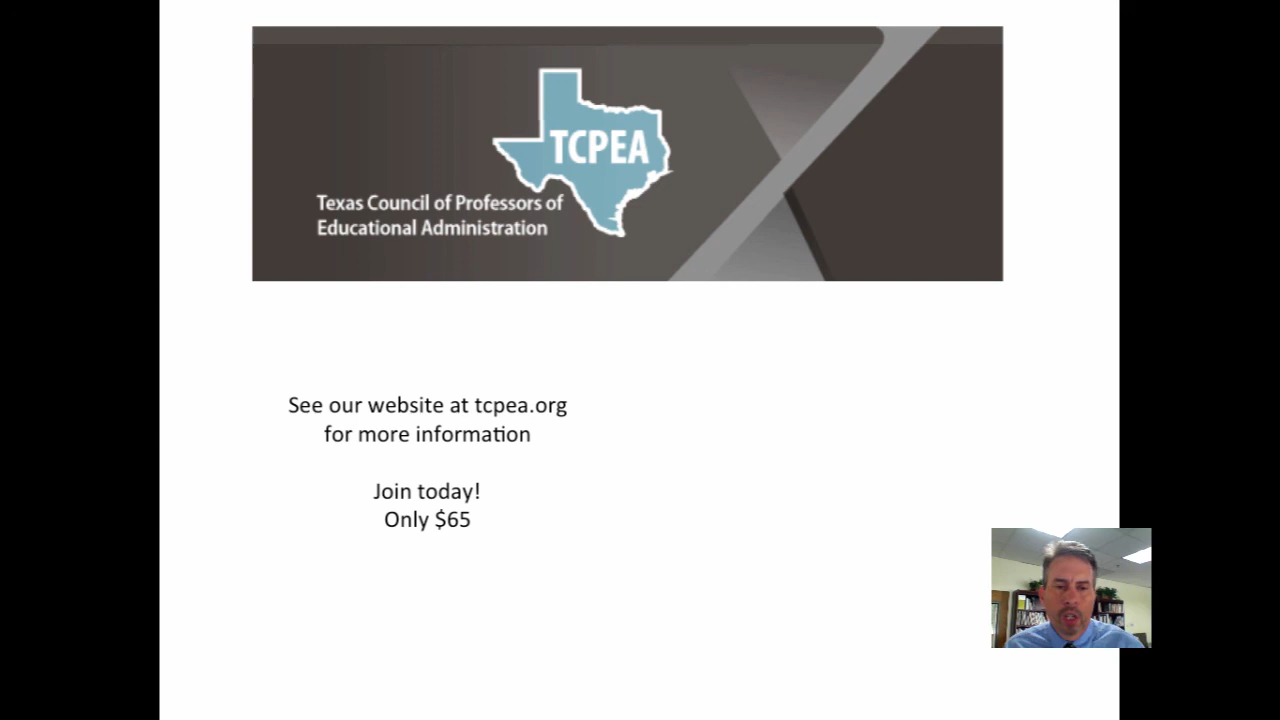 TCPEA
Texas Council of Professors of
Educational Administration
See our website at tcpea.org
for more information
Join today!
Only $65